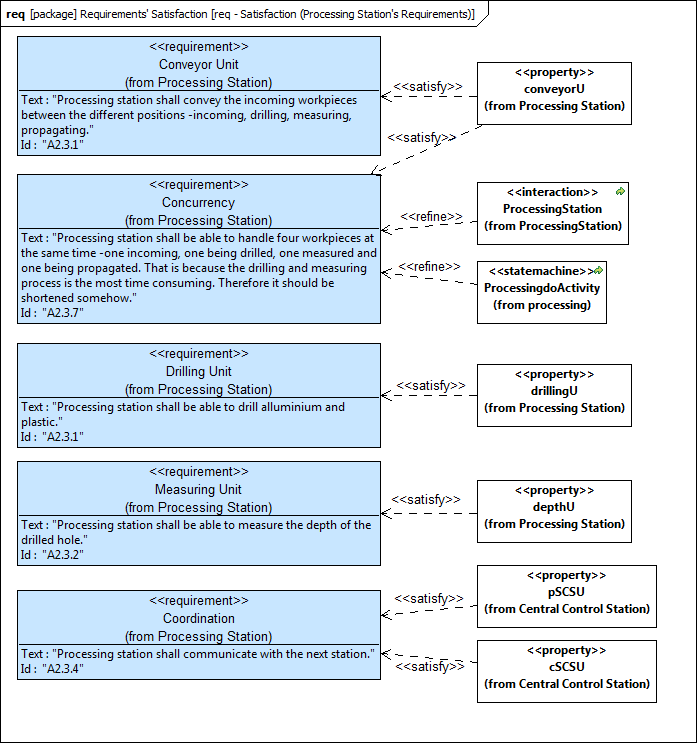 req [package] Requirements' Satisfaction [req - Satisfaction (Processing Station's Requirements)]
<<requirement>>
Conveyor Unit
(from Processing Station)
Text : "Processing station shall convey the incoming workpieces
between the different positions -incoming, drilling, measuring,
propagating."
Id : "A2.3.1"
<<satisfy>>
<<property>>
conveyorU
(from Processing Station)
<<satisfy>>
<<requirement>>
Concurrency
(from Processing Station)
Text : "Processing station shall be able to handle four workpieces at
the same time -one incoming, one being drilled, one measured and
one being propagated. That is because the drilling and measuring
process is the most time consuming. Therefore it should be
shortened somehow."
Id : "A2.3.7"
<<refine>>
<<interaction>>
ProcessingStation
(from ProcessingStation)
<<refine>>
<<statemachine>>
ProcessingdoActivity
(from processing)
<<requirement>>
Drilling Unit
(from Processing Station)
Text : "Processing station shall be able to drill alluminium and
plastic."
Id : "A2.3.1"
<<satisfy>>
<<property>>
drillingU
(from Processing Station)
<<requirement>>
Measuring Unit
(from Processing Station)
Text : "Processing station shall be able to measure the depth of the
drilled hole."
Id : "A2.3.2"
<<satisfy>>
<<property>>
depthU
(from Processing Station)
<<requirement>>
Coordination
(from Processing Station)
Text : "Processing station shall communicate with the next station."
Id : "A2.3.4"
<<satisfy>>
<<property>>
pSCSU
(from Central Control Station)
<<satisfy>>
<<property>>
cSCSU
(from Central Control Station)